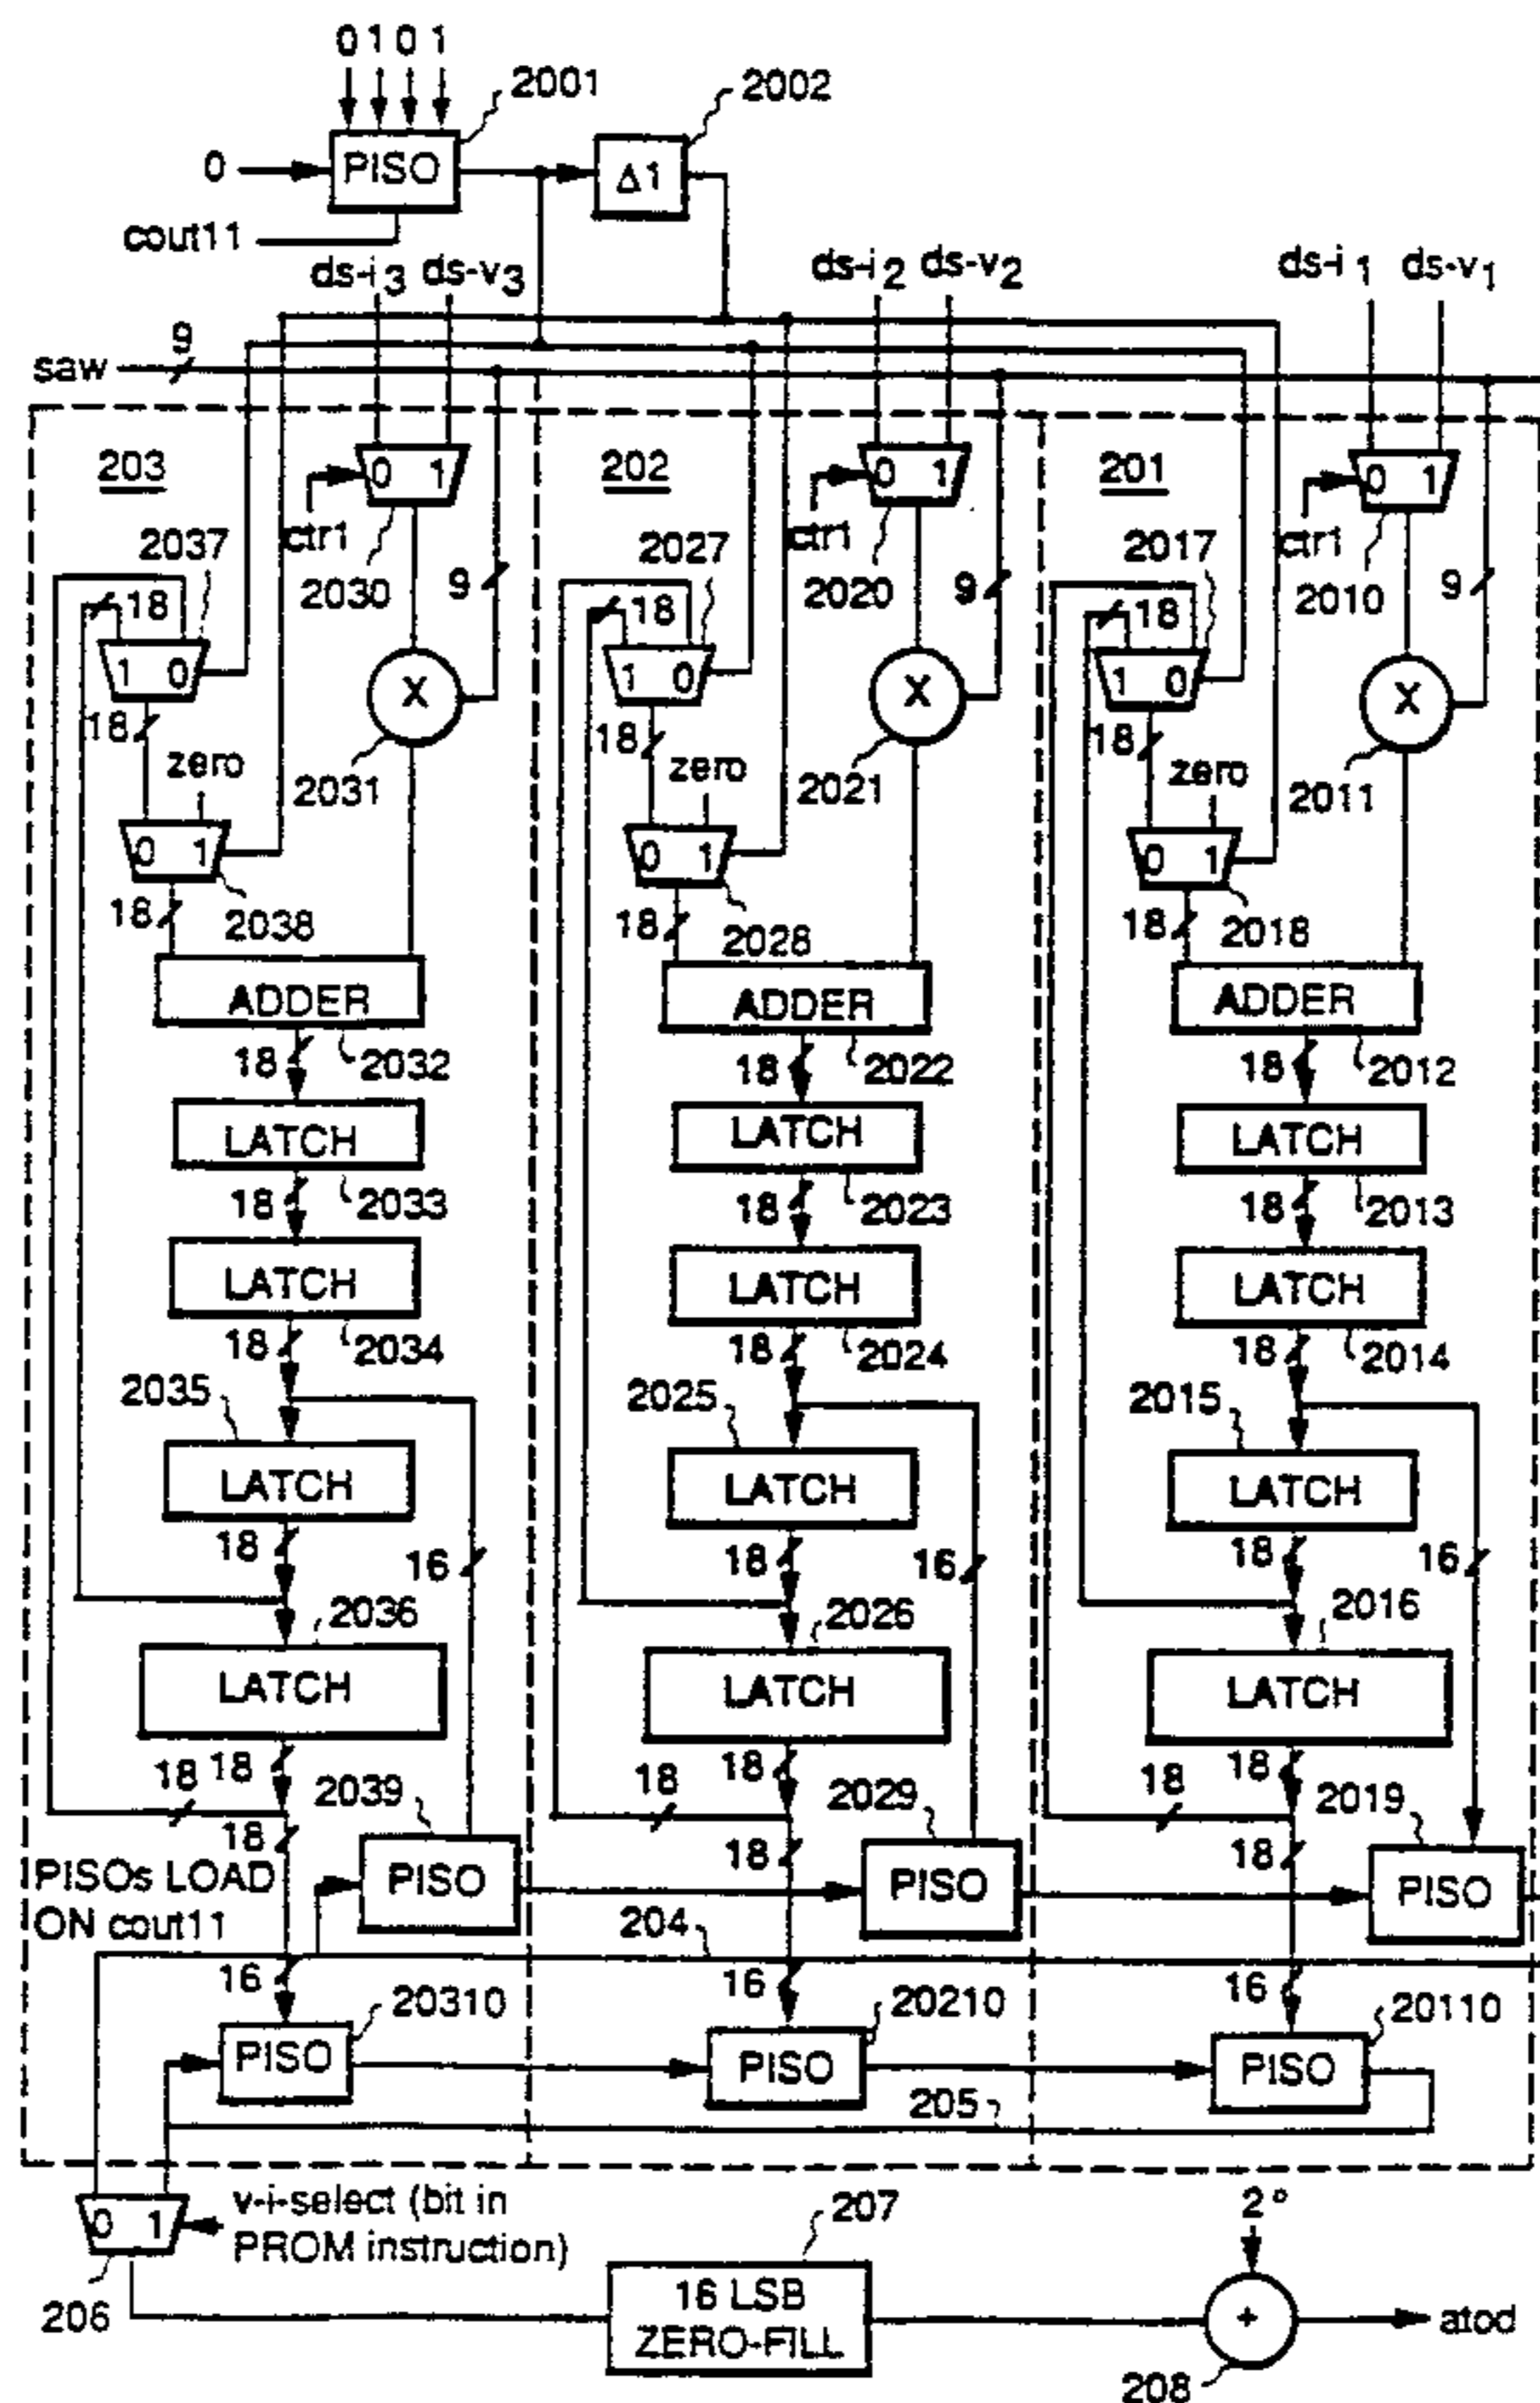 0 1 0 1
2001
2002
0
PISO
Δ1
cout11
ds-i3 ds-v3
ds-i2 ds-v2
ds-i1 ds-v1
saw
9
203
202
201
0 1
0 1
0 1
ctr1
ctr1
ctr1
2037
2030
9
2027
2020
9
2017
2010
9
18
18
18
1 0
1 0
1 0
X
X
X
18
18
18
zero
zero
zero
2031
2021
2011
0 1
0 1
0 1
18
2038
18
2028
18
2018
ADDER
ADDER
ADDER
18
2032
18
2022
18
2012
LATCH
LATCH
LATCH
18
2033
18
2023
18
2013
LATCH
LATCH
LATCH
18
2034
18
2024
18
2014
2035
2025
2015
LATCH
LATCH
LATCH
18
16
18
16
18
16
2036
2026
2016
LATCH
LATCH
LATCH
18 18
2039
18 18
2029
18 18
2019
18
18
18
PISOs LOAD
ON cout11
PISO
PISO
PISO
204
16
20310
16
20210
16
20110
PISO
PISO
PISO
205
0 1
v-i-select (bit in
PROM instruction)
206
207
16 LSB
ZERO-FILL
2°
+
atod
208